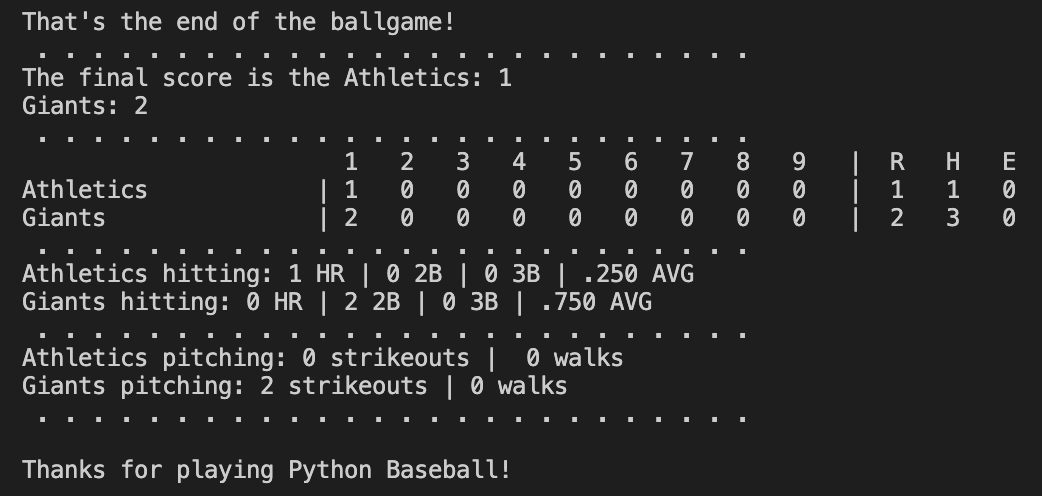 That's the end of the ballgame!
. . . . . . . . . . . . . . . . . . . . . . . . . .
The final score is the Athletics: 1
Giants: 2
. . . . . . . . . . . . . . . . . . . . . . . . . .
1 2 3 4 5 6 7 8 9 | R H E
Athletics | 1 0 0 0 0 0 0 0 0 | 1 1 0
Giants | 2 0 0 0 0 0 0 0 0 | 2 3 0
. . . . . . . . . . . . . . . . . . . . . . . . . .
Athletics hitting: 1 HR | 0 2B | 0 3B | .250 AVG
Giants hitting: 0 HR | 2 2B | 0 3B | .750 AVG
. . . . . . . . . . . . . . . . . . . . . . . . . .
Athletics pitching: 0 strikeouts |  0 walks
Giants pitching: 2 strikeouts | 0 walks
. . . . . . . . . . . . . . . . . . . . . . . . . .
Thanks for playing Python Baseball!